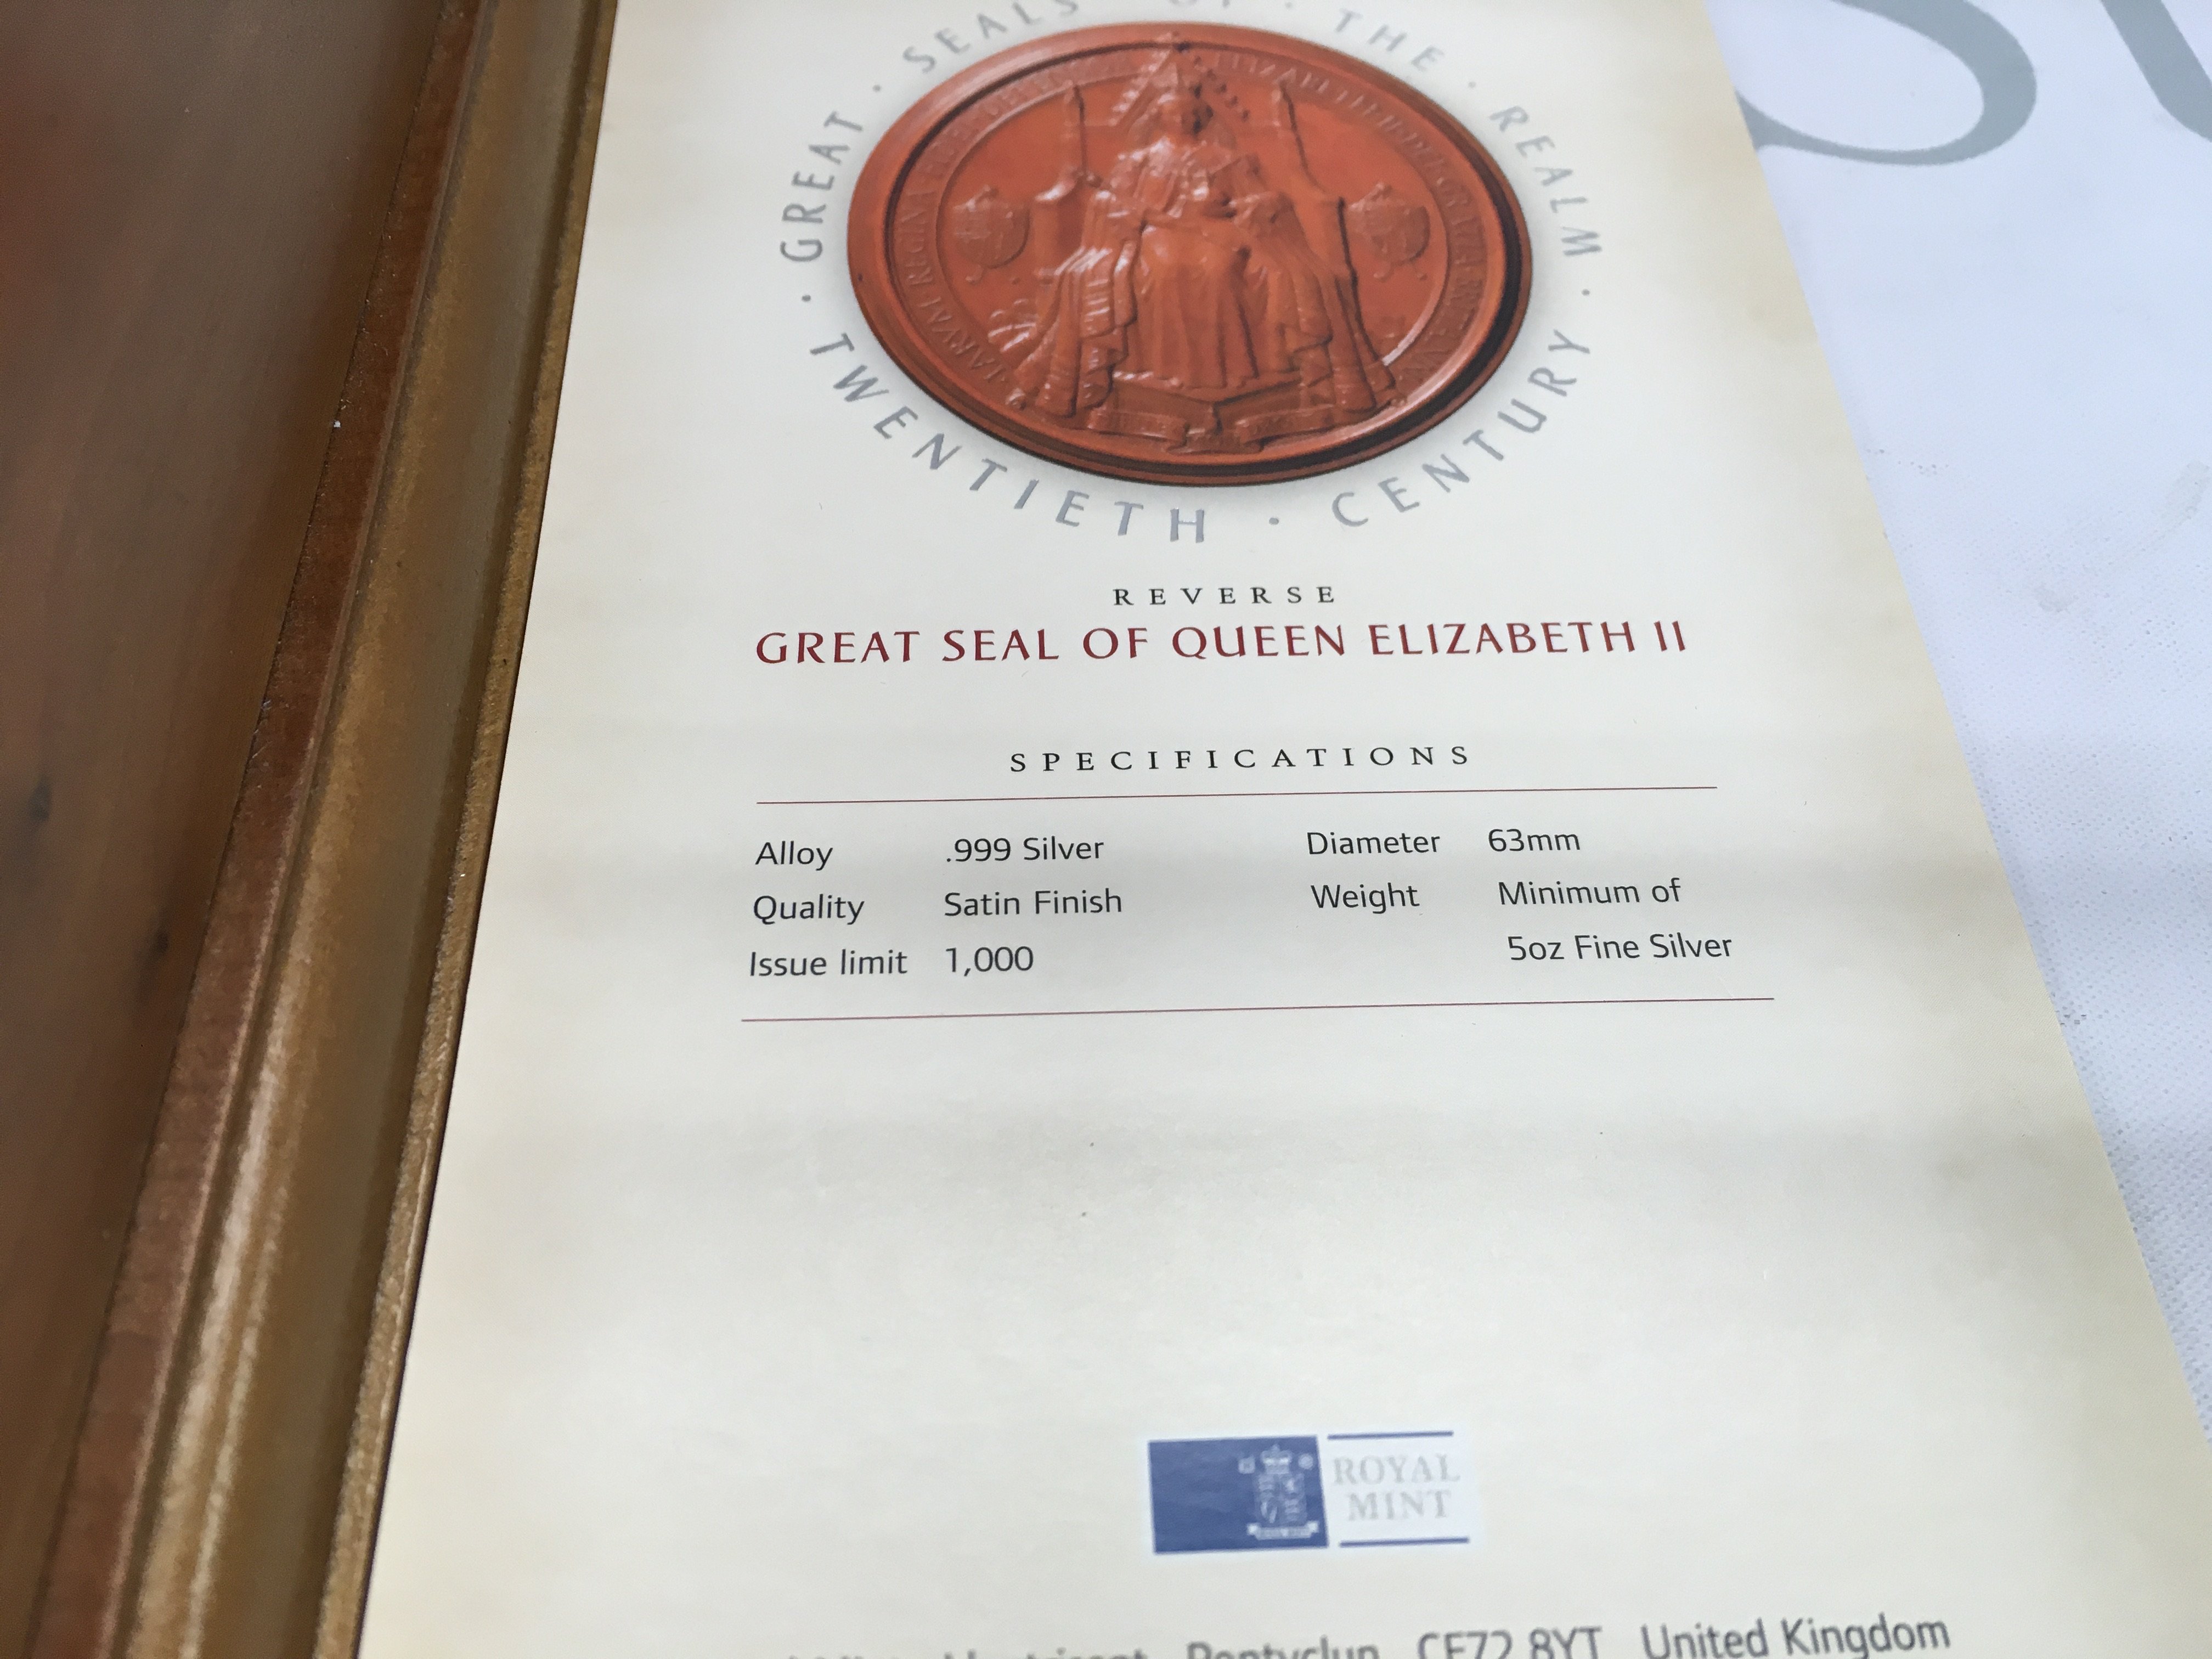 GREAT · SEALS · OF · THE · REALM ·
· TWENTIETH · CENTURY
REVERSE
GREAT SEAL OF QUEEN ELIZABETH II
SPECIFICATIONS
Alloy .999 Silver Diameter 63mm
Quality Satin Finish Weight Minimum of
5oz Fine Silver
Issue limit 1,000
ROYAL
MINT
Pontyclun CF72 8YT United Kingdom